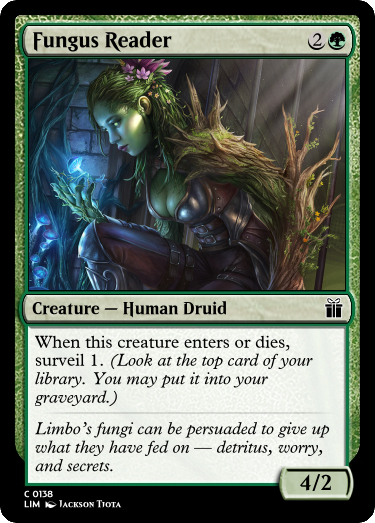 Fungus Reader 2
Creature — Human Druid
When this creature enters or dies,
surveil 1. (Look at the top card of your
library. You may put it into your
graveyard.)
Limbo's fungi can be persuaded to give up
what they have fed on — detritus, worry,
and secrets.
4/2
C 0138
LIM Jackson Tjota